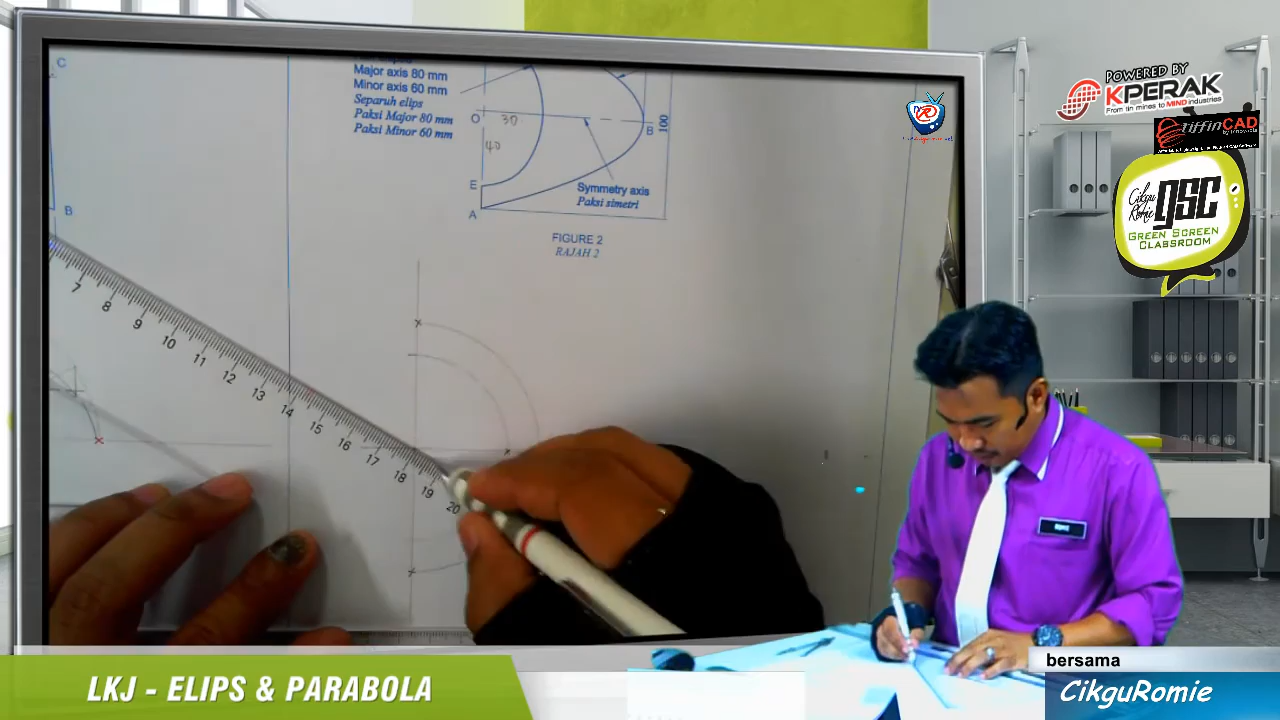 C
Major axis 80 mm
Minor axis 60 mm
Separuh elips
Paksi Major 80 mm
Paksi Minor 60 mm
O
30
40
B
100
E
A
Symmetry axis
Paksi simetri
FIGURE 2
RAJAH 2
B
7 8 9 10 11 12 13 14 15 16 17 18 19 20
POWERED BY
KPERAK
From tin mines to MIND industries
tiffinCAD
Cikgu Romie GSC
GREEN SCREEN
CLASSROOM
LKJ - ELIPS & PARABOLA
bersama
CikguRomie